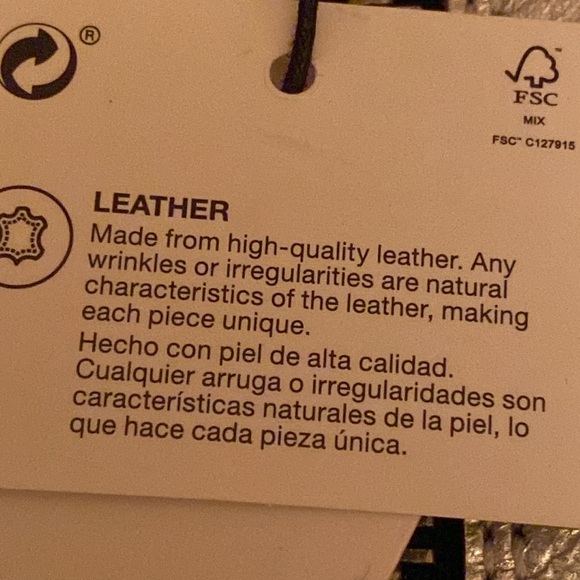 ®
FSC™
MIX
FSC™ C127915
LEATHER
Made from high-quality leather. Any
wrinkles or irregularities are natural
characteristics of the leather, making
each piece unique.
Hecho con piel de alta calidad.
Cualquier arruga o irregularidades son
características naturales de la piel, lo
que hace cada pieza única.